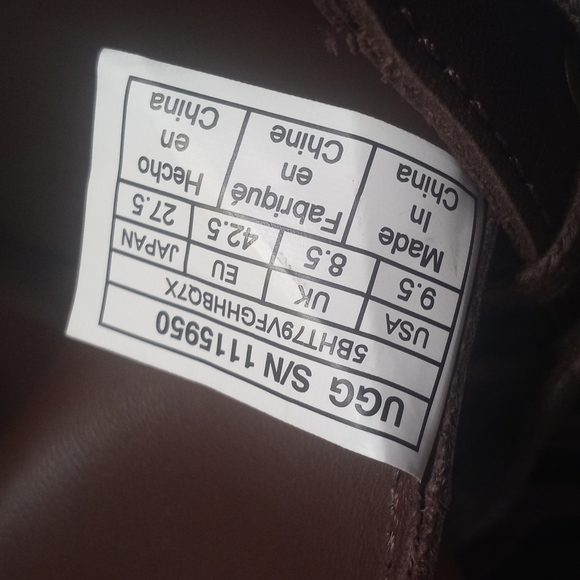 UGG S/N 1115950
5BHT79VFGHHBQ7X
USA UK EU JAPAN
9.5 8.5 42.5 27.5
Made Fabriqué Hecho
In en en
China Chine China